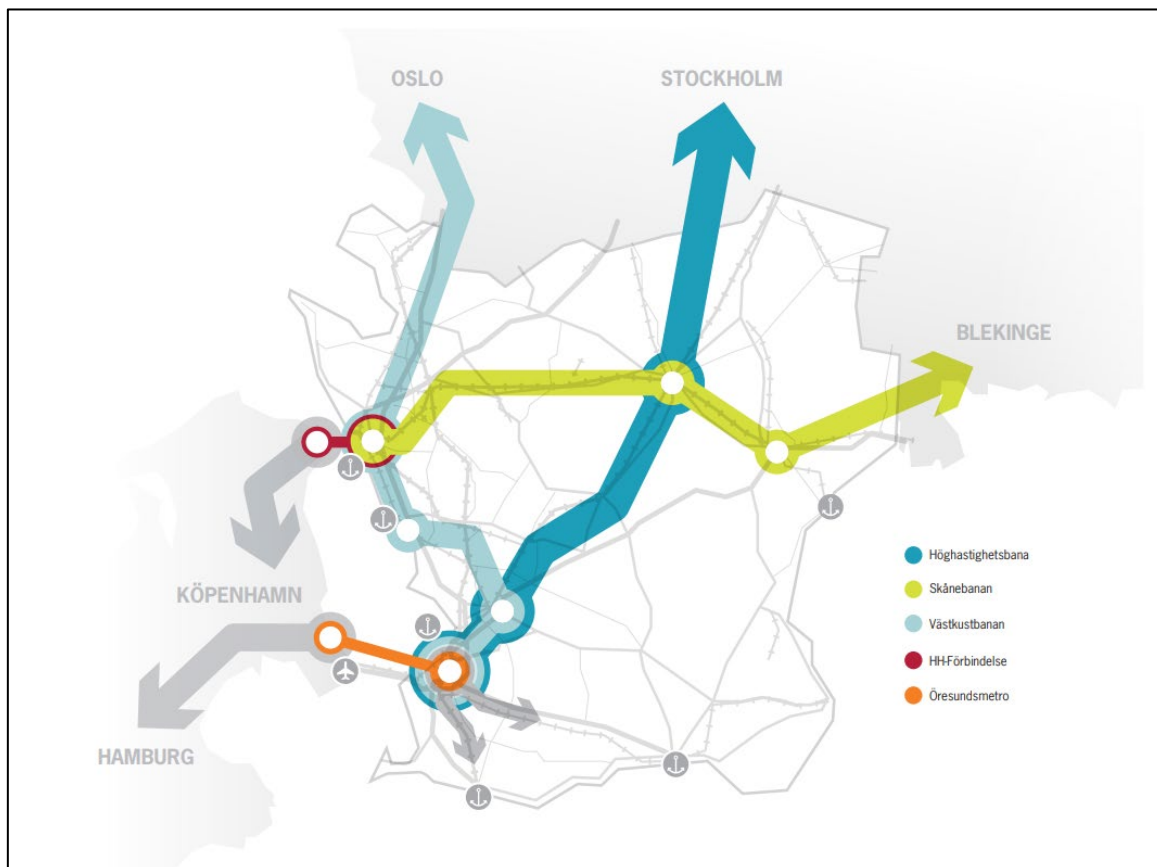 OSLO
STOCKHOLM
BLEKINGE
KÖPENHAMN
HAMBURG
Höghastighetsbana
Skånebanan
Västkustbanan
HH-Förbindelse
Öresundsmetro